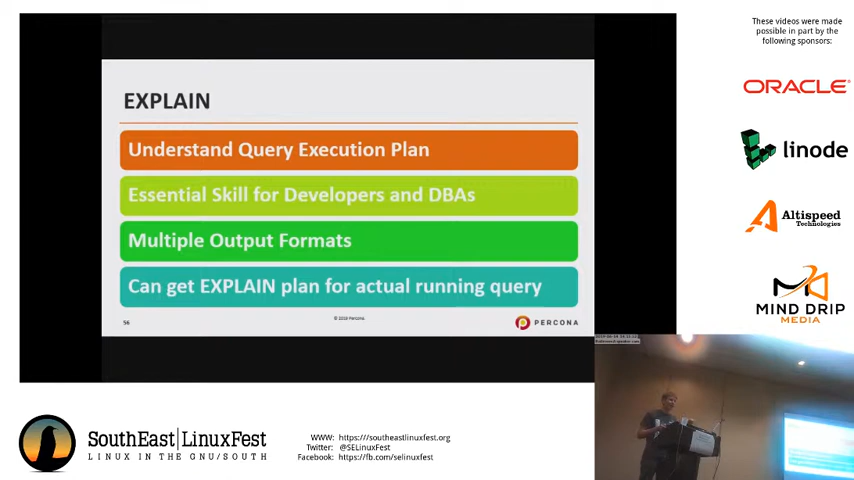 These videos were made
possible in part by the
following sponsors:
ORACLE
linode
Altispeed
Technologies
MIND DRIP
MEDIA
EXPLAIN
Understand Query Execution Plan
Essential Skill for Developers and DBAs
Multiple Output Formats
Can get EXPLAIN plan for actual running query
56
PERCONA
SouthEast LinuxFest
LINUX IN THE GNU/SOUTH
WWW: https:///southeastlinuxfest.org
Twitter: @SELinuxFest
Facebook: https://fb.com/selinuxfest